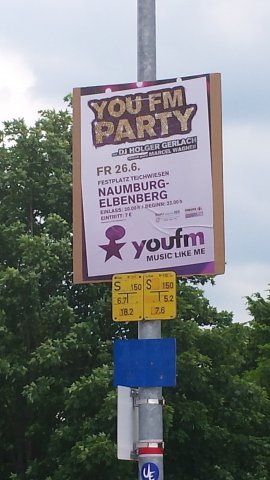 YOU FM
PARTY
DJ HOLGER GERLACH
MARCEL WAGNER
FR 26.6.
FESTPLATZ TEICHWIESEN
NAUMBURG-
ELBENBERG
EINLASS: 20.00 H / BEGINN: 21.00 H
EINTRITT: 7 €
youfm
MUSIC LIKE ME
S 150
6.7
18.2
S 150
5.2
7.6
U